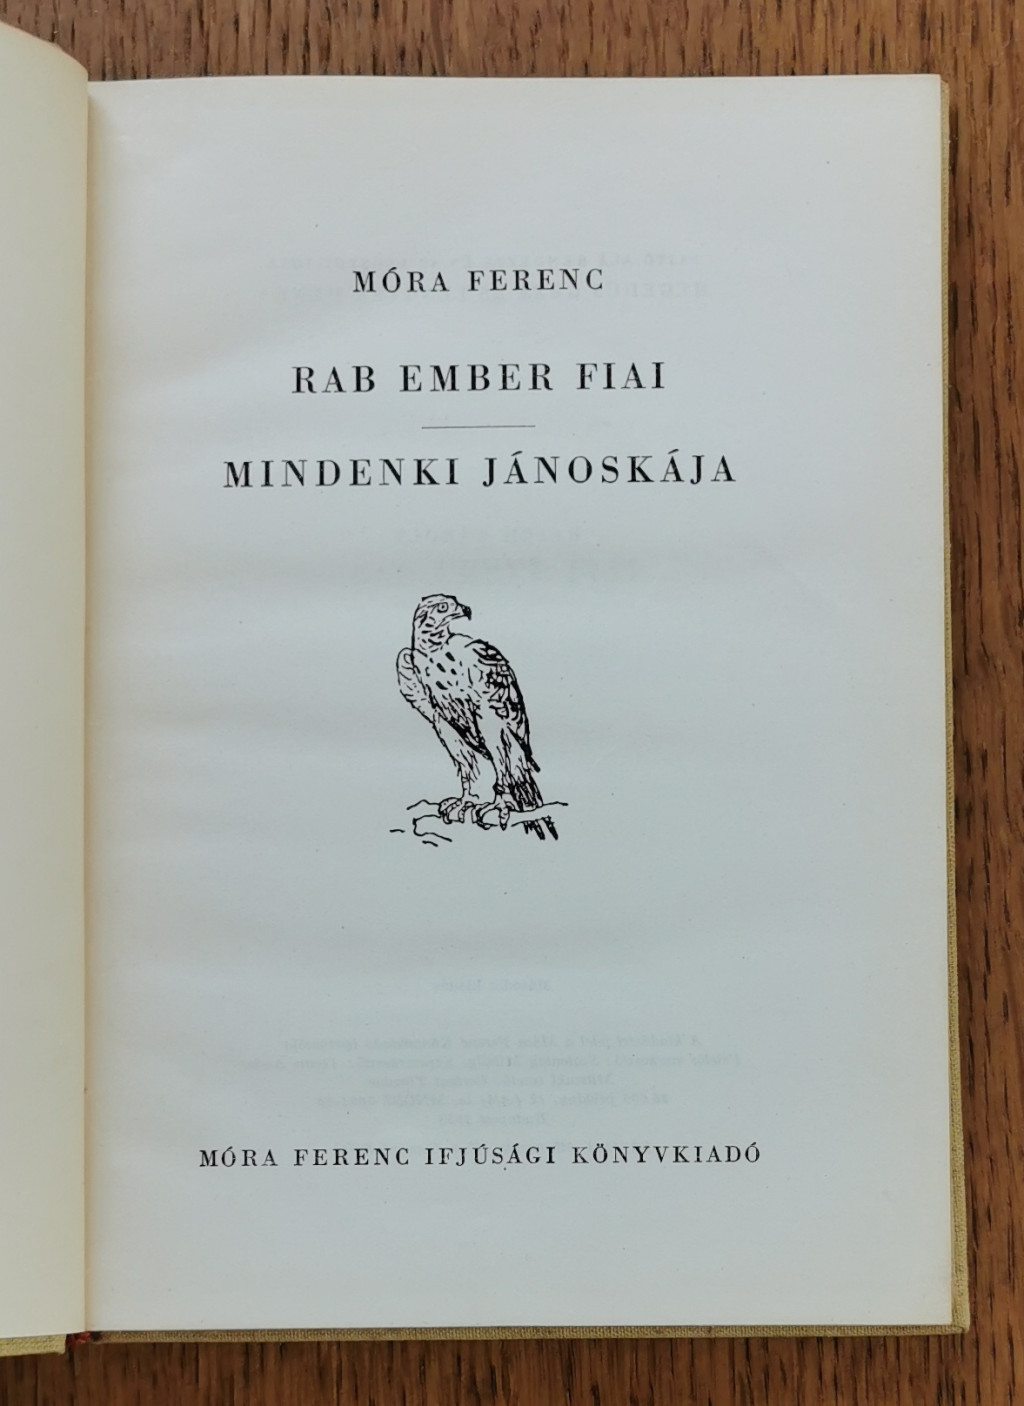 MÓRA FERENC
RAB EMBER FIAI
MINDENKI JÁNOSKÁJA
MÓRA FERENC IFJÚSÁGI KÖNYVKIADÓ